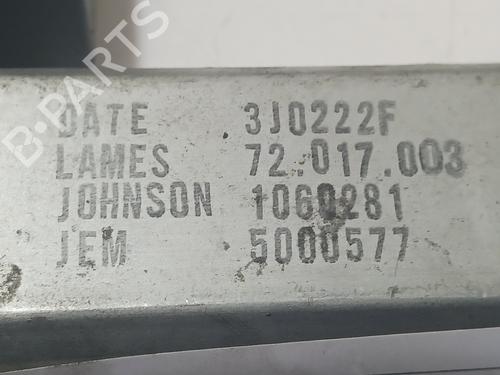 B-PARTS
DATE 3J0222F
LAMES 72.017.003
JOHNSON 1060281
JEM 5000577